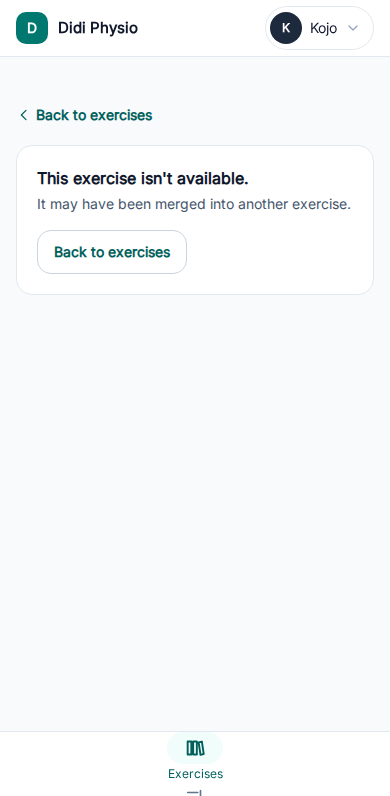 D Didi Physio
K Kojo
Back to exercises
This exercise isn't available.
It may have been merged into another exercise.
Back to exercises
Exercises